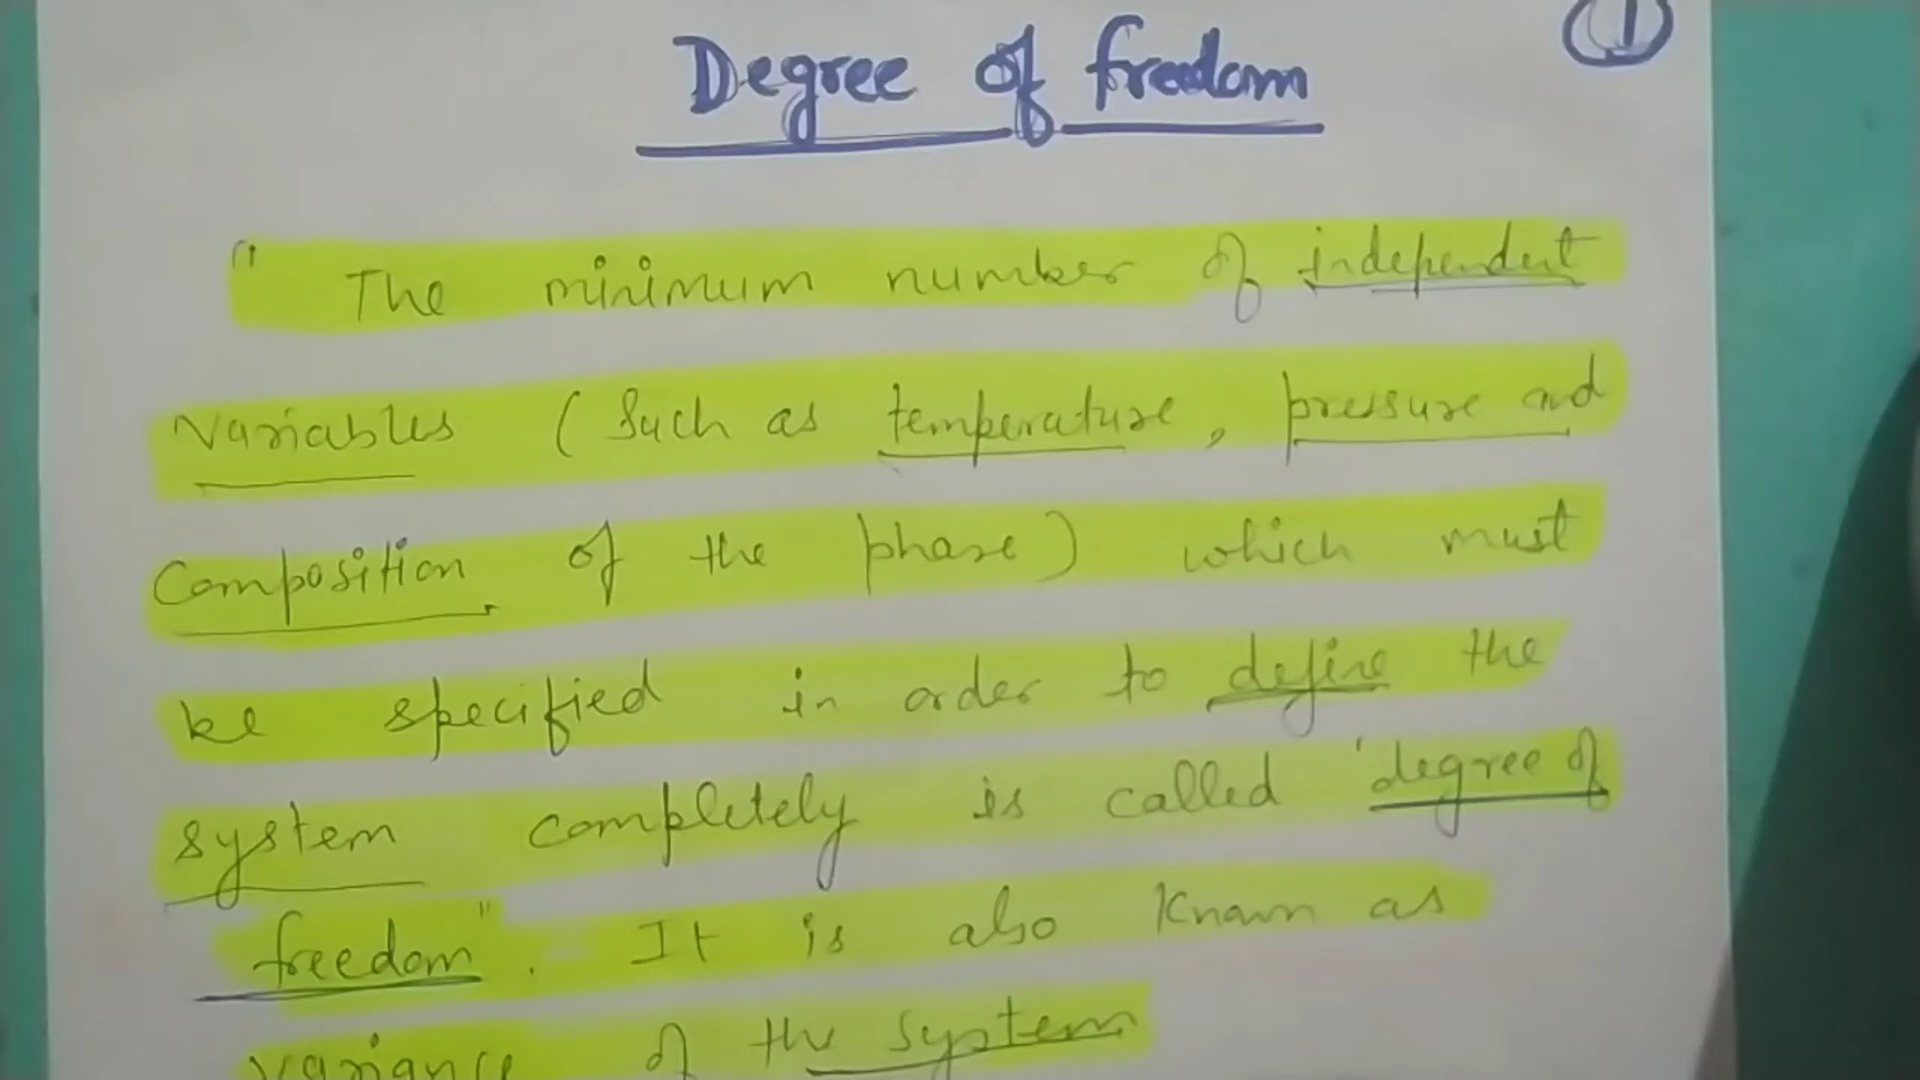 1
Degree of freedom
" The minimum number of independent
Variables (Such as temperature, pressure and
Composition of the phase) which must
be specified in order to define the
system completely is called 'degree of
freedom". It is also known as
variance of the system